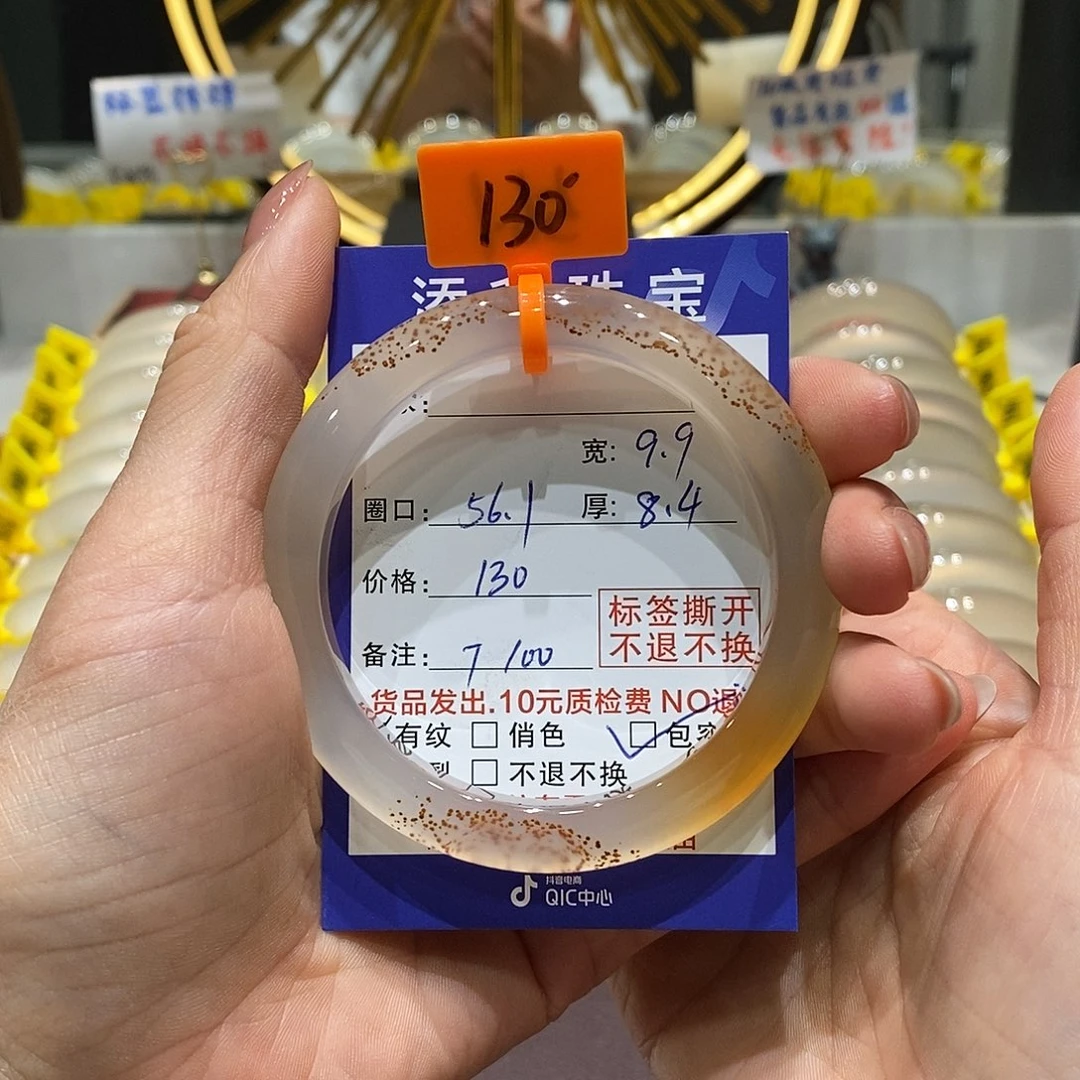 130
添 珠宝
宽: 9.9
圈口: 56.1 厚: 8.4
价格: 130
标签撕开
不退不换
备注: 7 100
货品发出.10元质检费 NO退
有纹 □ 俏色 □ 包
裂 □ 不退不换
抖音电商
QIC中心